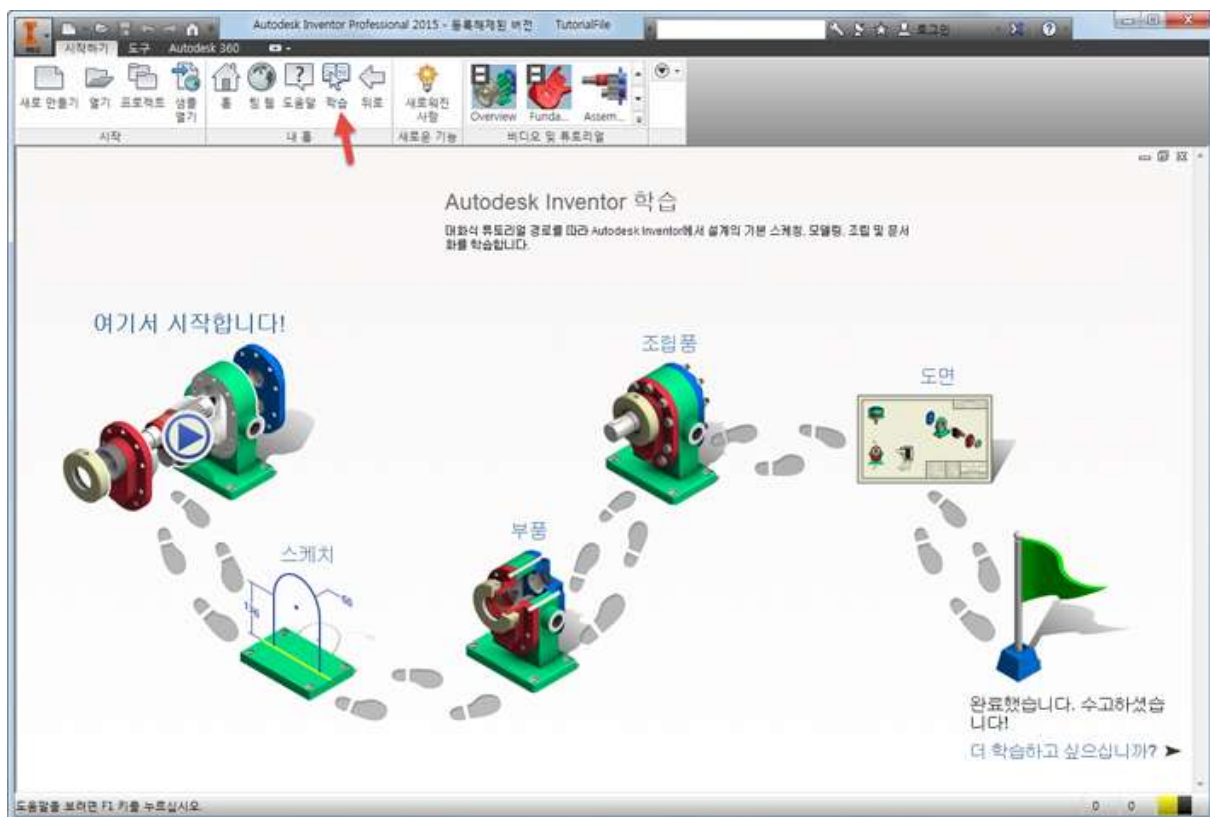 Autodesk Inventor Professional 2015 - 등록해제된 버전 TutorialFile
로그인
시작하기 도구 Autodesk 360
새로 만들기 열기 프로젝트 샘플 열기 홈 팀 웹 도움말 학습 뒤로 새로워진 사항 Overview Funda... Assem...
시작 내 홈 새로운 기능 비디오 및 튜토리얼
Autodesk Inventor 학습
대화식 튜토리얼 경로를 따라 Autodesk Inventor에서 설계의 기본 스케칭, 모델링, 조립 및 문서
화를 학습합니다.
여기서 시작합니다!
조립품
도면
부품
스케치
136
60
완료했습니다. 수고하셨습
니다!
더 학습하고 싶으십니까?
도움말을 보려면 F1 키를 누르십시오.
0 0